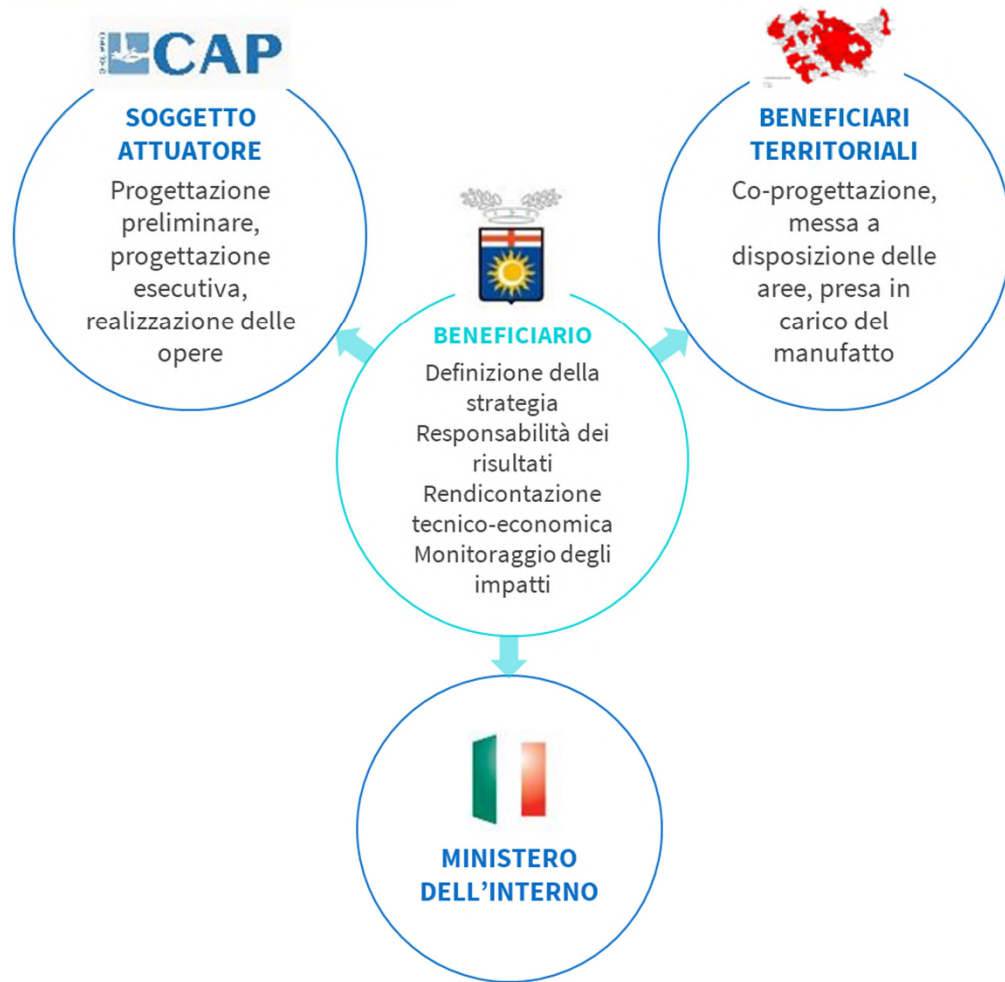 CAP
SOGGETTO
ATTUATORE
Progettazione
preliminare,
progettazione
esecutiva,
realizzazione delle
opere
BENEFICIARI
TERRITORIALI
Co-progettazione,
messa a
disposizione delle
aree, presa in
carico del
manufatto
BENEFICIARIO
Definizione della
strategia
Responsabilità dei
risultati
Rendicontazione
tecnico-economica
Monitoraggio degli
impatti
MINISTERO
DELL’INTERNO